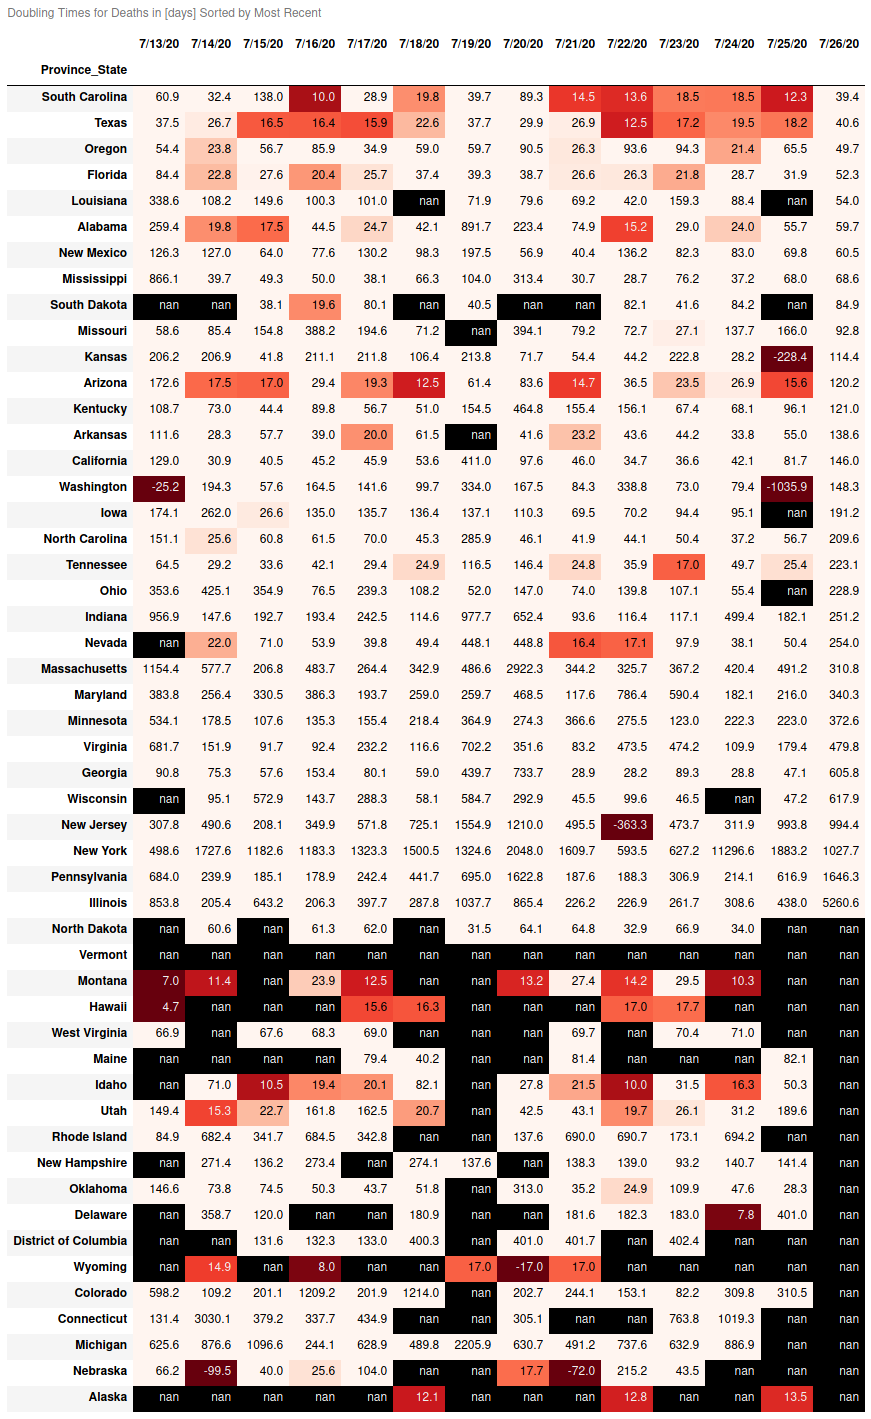 Doubling Times for Deaths in [days] Sorted by Most Recent
7/13/20 7/14/20 7/15/20 7/16/20 7/17/20 7/18/20 7/19/20 7/20/20 7/21/20 7/22/20 7/23/20 7/24/20 7/25/20 7/26/20
Province_State
South Carolina 60.9 32.4 138.0 10.0 28.9 19.8 39.7 89.3 14.5 13.6 18.5 18.5 12.3 39.4
Texas 37.5 26.7 16.5 16.4 15.9 22.6 37.7 29.9 26.9 12.5 17.2 19.5 18.2 40.6
Oregon 54.4 23.8 56.7 85.9 34.9 59.0 59.7 90.5 26.3 93.6 94.3 21.4 65.5 49.7
Florida 84.4 22.8 27.6 20.4 25.7 37.4 39.3 38.7 26.6 26.3 21.8 28.7 31.9 52.3
Louisiana 338.6 108.2 149.6 100.3 101.0 nan 71.9 79.6 69.2 42.0 159.3 88.4 nan 54.0
Alabama 259.4 19.8 17.5 44.5 24.7 42.1 891.7 223.4 74.9 15.2 29.0 24.0 55.7 59.7
New Mexico 126.3 127.0 64.0 77.6 130.2 98.3 197.5 56.9 40.4 136.2 82.3 83.0 69.8 60.5
Mississippi 866.1 39.7 49.3 50.0 38.1 66.3 104.0 313.4 30.7 28.7 76.2 37.2 68.0 68.6
South Dakota nan nan 38.1 19.6 80.1 nan 40.5 nan nan 82.1 41.6 84.2 nan 84.9
Missouri 58.6 85.4 154.8 388.2 194.6 71.2 nan 394.1 79.2 72.7 27.1 137.7 166.0 92.8
Kansas 206.2 206.9 41.8 211.1 211.8 106.4 213.8 71.7 54.4 44.2 222.8 28.2 -228.4 114.4
Arizona 172.6 17.5 17.0 29.4 19.3 12.5 61.4 83.6 14.7 36.5 23.5 26.9 15.6 120.2
Kentucky 108.7 73.0 44.4 89.8 56.7 51.0 154.5 464.8 155.4 156.1 67.4 68.1 96.1 121.0
Arkansas 111.6 28.3 57.7 39.0 20.0 61.5 nan 41.6 23.2 43.6 44.2 33.8 55.0 138.6
California 129.0 30.9 40.5 45.2 45.9 53.6 411.0 97.6 46.0 34.7 36.6 42.1 81.7 146.0
Washington -25.2 194.3 57.6 164.5 141.6 99.7 334.0 167.5 84.3 338.8 73.0 79.4 -1035.9 148.3
Iowa 174.1 262.0 26.6 135.0 135.7 136.4 137.1 110.3 69.5 70.2 94.4 95.1 nan 191.2
North Carolina 151.1 25.6 60.8 61.5 70.0 45.3 285.9 46.1 41.9 44.1 50.4 37.2 56.7 209.6
Tennessee 64.5 29.2 33.6 42.1 29.4 24.9 116.5 146.4 24.8 35.9 17.0 49.7 25.4 223.1
Ohio 353.6 425.1 354.9 76.5 239.3 108.2 52.0 147.0 74.0 139.8 107.1 55.4 nan 228.9
Indiana 956.9 147.6 192.7 193.4 242.5 114.6 977.7 652.4 93.6 116.4 117.1 499.4 182.1 251.2
Nevada nan 22.0 71.0 53.9 39.8 49.4 448.1 448.8 16.4 17.1 97.9 38.1 50.4 254.0
Massachusetts 1154.4 577.7 206.8 483.7 264.4 342.9 486.6 2922.3 344.2 325.7 367.2 420.4 491.2 310.8
Maryland 383.8 256.4 330.5 386.3 193.7 259.0 259.7 468.5 117.6 786.4 590.4 182.1 216.0 340.3
Minnesota 534.1 178.5 107.6 135.3 155.4 218.4 364.9 274.3 366.6 275.5 123.0 222.3 223.0 372.6
Virginia 681.7 151.9 91.7 92.4 232.2 116.6 702.2 351.6 83.2 473.5 474.2 109.9 179.4 479.8
Georgia 90.8 75.3 57.6 153.4 80.1 59.0 439.7 733.7 28.9 28.2 89.3 28.8 47.1 605.8
Wisconsin nan 95.1 572.9 143.7 288.3 58.1 584.7 292.9 45.5 99.6 46.5 nan 47.2 617.9
New Jersey 307.8 490.6 208.1 349.9 571.8 725.1 1554.9 1210.0 495.5 -363.3 473.7 311.9 993.8 994.4
New York 498.6 1727.6 1182.6 1183.3 1323.3 1500.5 1324.6 2048.0 1609.7 593.5 627.2 11296.6 1883.2 1027.7
Pennsylvania 684.0 239.9 185.1 178.9 242.4 441.7 695.0 1622.8 187.6 188.3 306.9 214.1 616.9 1646.3
Illinois 853.8 205.4 643.2 206.3 397.7 287.8 1037.7 865.4 226.2 226.9 261.7 308.6 438.0 5260.6
North Dakota nan 60.6 nan 61.3 62.0 nan 31.5 64.1 64.8 32.9 66.9 34.0 nan nan
Vermont nan nan nan nan nan nan nan nan nan nan nan nan nan nan
Montana 7.0 11.4 nan 23.9 12.5 nan nan 13.2 27.4 14.2 29.5 10.3 nan nan
Hawaii 4.7 nan nan nan 15.6 16.3 nan nan nan 17.0 17.7 nan nan nan
West Virginia 66.9 nan 67.6 68.3 69.0 nan nan nan 69.7 nan 70.4 71.0 nan nan
Maine nan nan nan nan 79.4 40.2 nan nan 81.4 nan nan nan 82.1 nan
Idaho nan 71.0 10.5 19.4 20.1 82.1 nan 27.8 21.5 10.0 31.5 16.3 50.3 nan
Utah 149.4 15.3 22.7 161.8 162.5 20.7 nan 42.5 43.1 19.7 26.1 31.2 189.6 nan
Rhode Island 84.9 682.4 341.7 684.5 342.8 nan nan 137.6 690.0 690.7 173.1 694.2 nan nan
New Hampshire nan 271.4 136.2 273.4 nan 274.1 137.6 nan 138.3 139.0 93.2 140.7 141.4 nan
Oklahoma 146.6 73.8 74.5 50.3 43.7 51.8 nan 313.0 35.2 24.9 109.9 47.6 28.3 nan
Delaware nan 358.7 120.0 nan nan 180.9 nan nan 181.6 182.3 183.0 7.8 401.0 nan
District of Columbia nan nan 131.6 132.3 133.0 400.3 nan 401.0 401.7 nan 402.4 nan nan nan
Wyoming nan 14.9 nan 8.0 nan nan 17.0 -17.0 17.0 nan nan nan nan nan
Colorado 598.2 109.2 201.1 1209.2 201.9 1214.0 nan 202.7 244.1 153.1 82.2 309.8 310.5 nan
Connecticut 131.4 3030.1 379.2 337.7 434.9 nan nan 305.1 nan nan 763.8 1019.3 nan nan
Michigan 625.6 876.6 1096.6 244.1 628.9 489.8 2205.9 630.7 491.2 737.6 632.9 886.9 nan nan
Nebraska 66.2 -99.5 40.0 25.6 104.0 nan nan 17.7 -72.0 215.2 43.5 nan nan nan
Alaska nan nan nan nan nan 12.1 nan nan nan 12.8 nan nan 13.5 nan